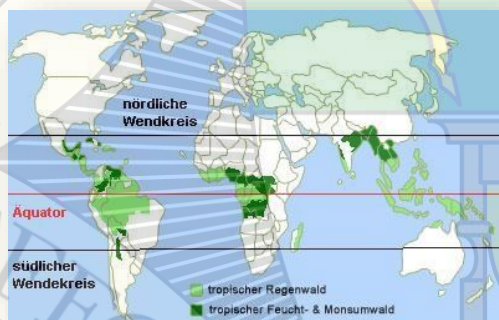 nördliche
Wendkreis
Äquator
südlicher
Wendekreis
tropischer Regenwald
tropischer Feucht- & Monsumwald